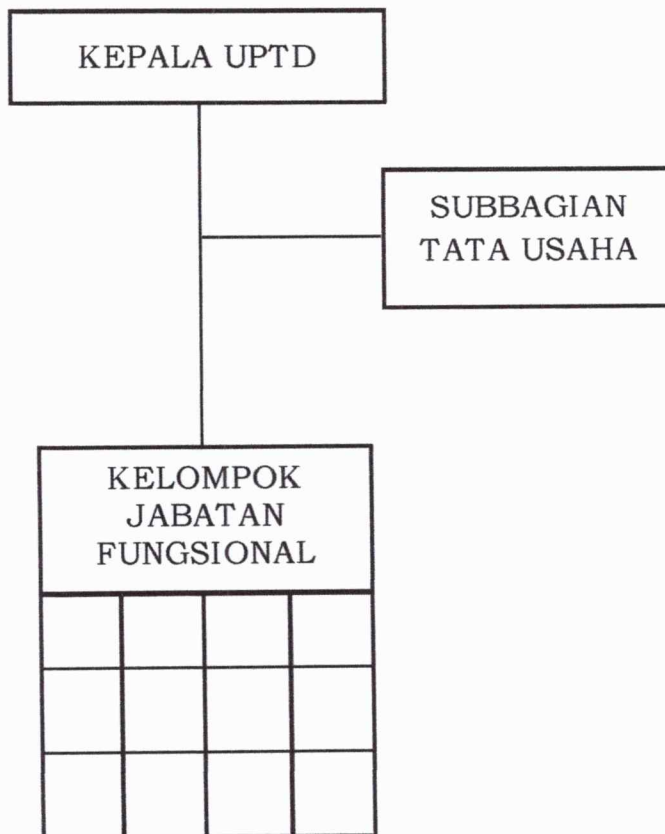 KEPALA UPTD
SUBBAGIAN
TATA USAHA
KELOMPOK
JABATAN
FUNGSIONAL